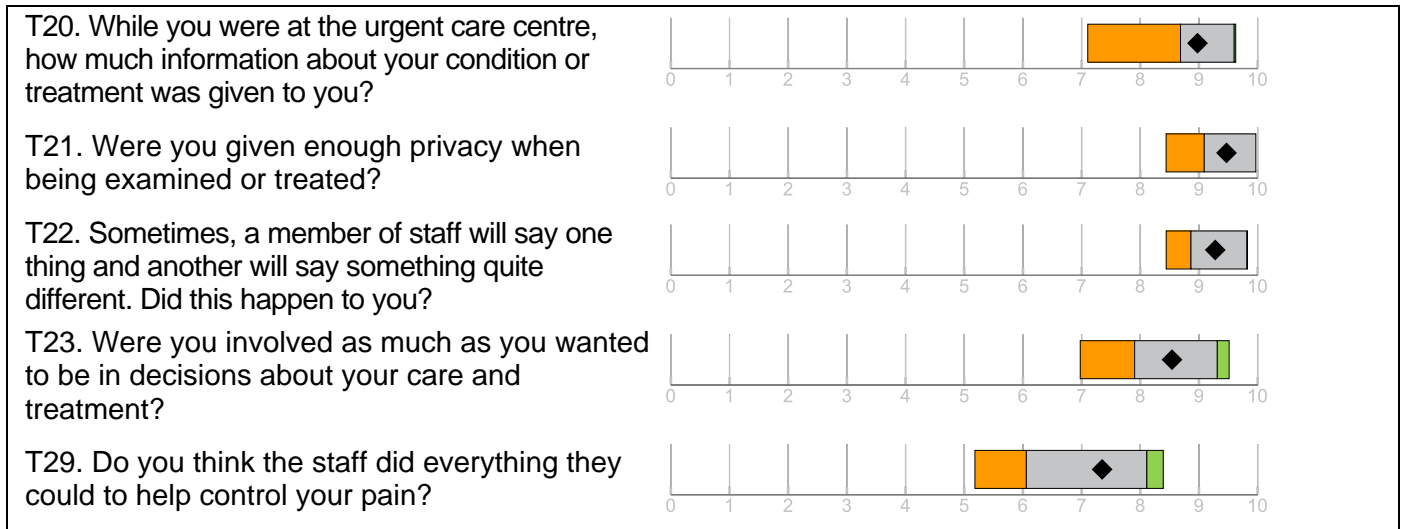 T20. While you were at the urgent care centre,
how much information about your condition or
treatment was given to you?
0 1 2 3 4 5 6 7 8 9 10
T21. Were you given enough privacy when
being examined or treated?
0 1 2 3 4 5 6 7 8 9 10
T22. Sometimes, a member of staff will say one
thing and another will say something quite
different. Did this happen to you?
0 1 2 3 4 5 6 7 8 9 10
T23. Were you involved as much as you wanted
to be in decisions about your care and
treatment?
0 1 2 3 4 5 6 7 8 9 10
T29. Do you think the staff did everything they
could to help control your pain?
0 1 2 3 4 5 6 7 8 9 10